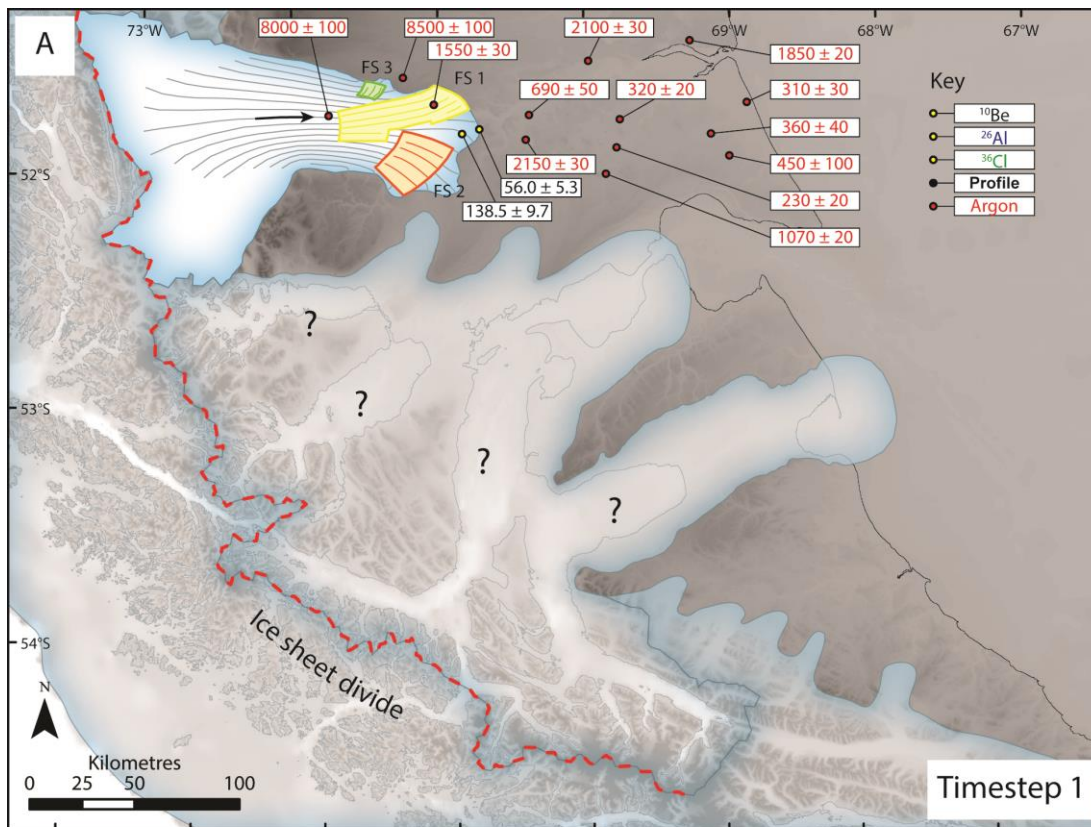 A
73°W
69°W
68°W
67°W
8000 ± 100
8500 ± 100
1550 ± 30
2100 ± 30
1850 ± 20
FS 3
FS 1
690 ± 50
320 ± 20
310 ± 30
360 ± 40
2150 ± 30
450 ± 100
52°S
FS 2
56.0 ± 5.3
230 ± 20
138.5 ± 9.7
1070 ± 20
Key
¹⁰Be
²⁶Al
³⁶Cl
Profile
Argon
?
53°S
?
?
?
54°S
Ice sheet divide
N
Kilometres
0 25 50 100
Timestep 1